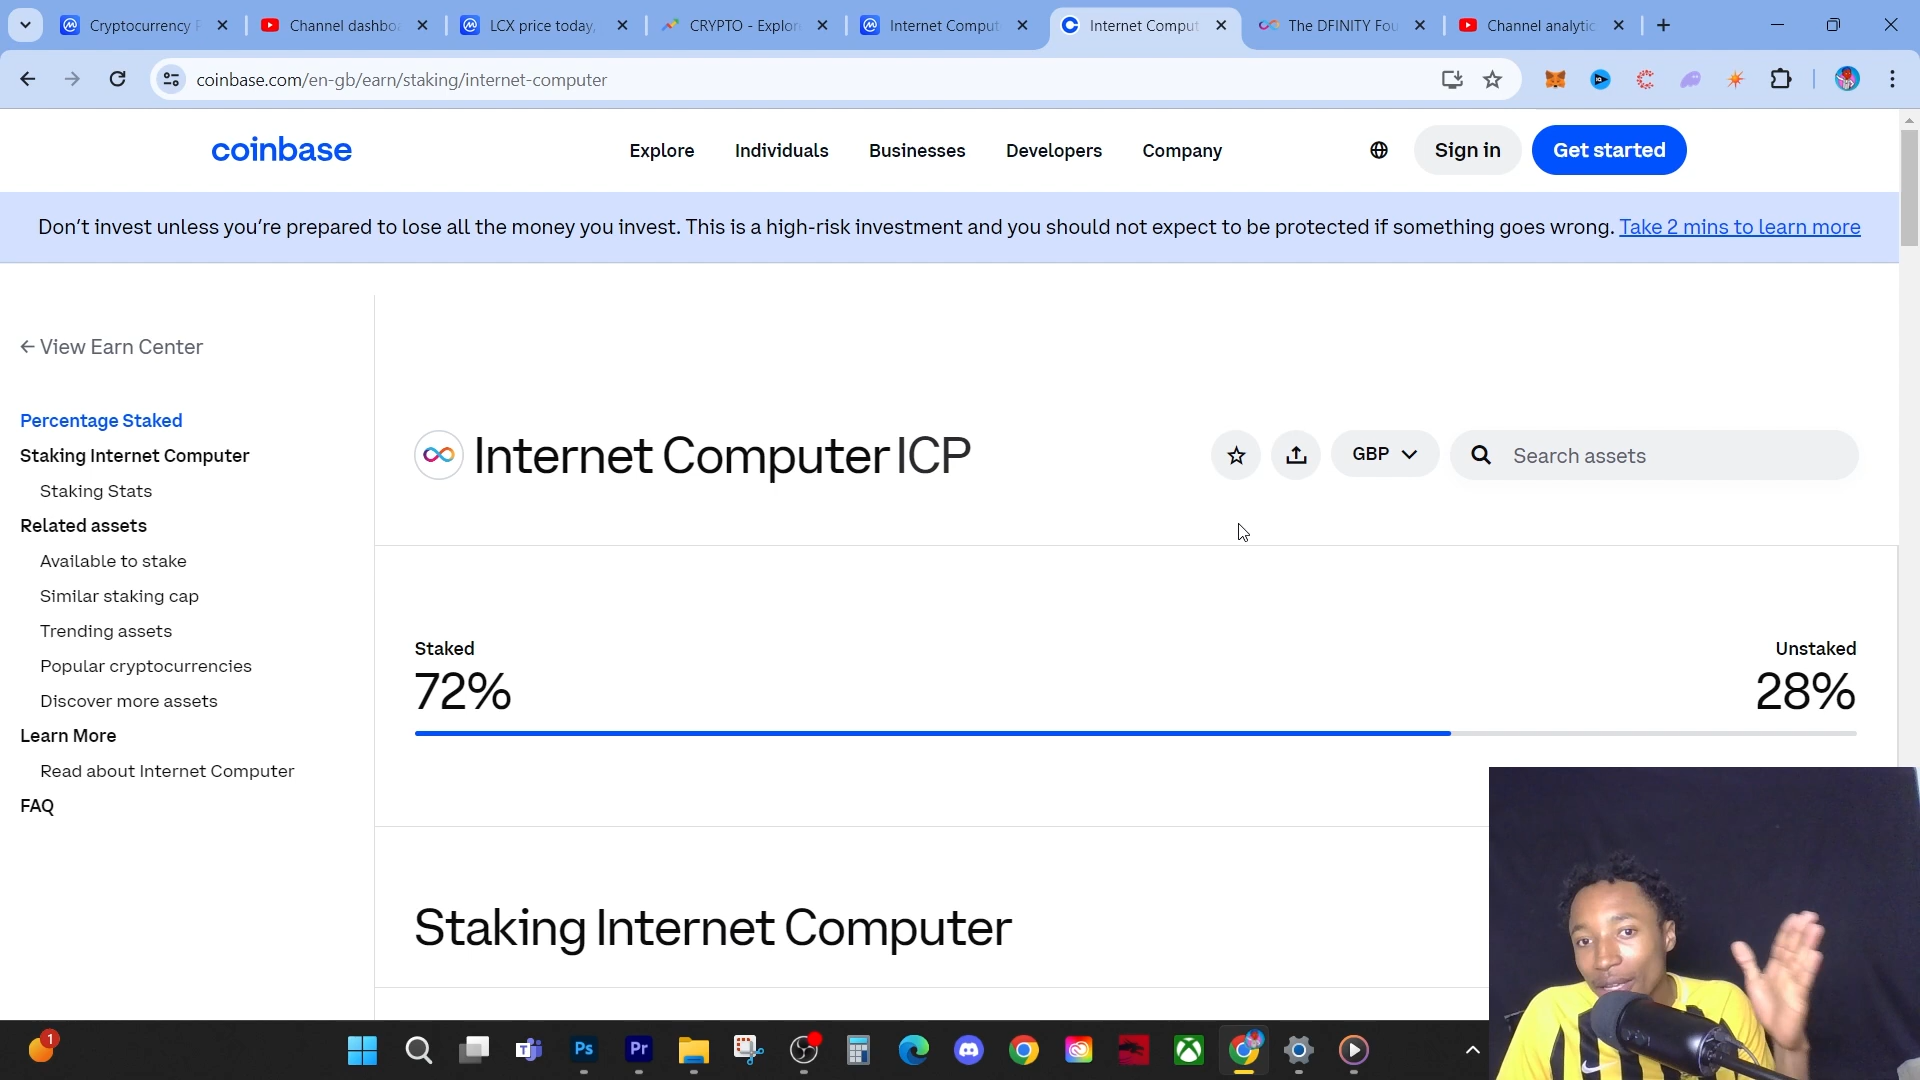 Cryptocurrency P
Channel dashbo
LCX price today,
CRYPTO - Explor
Internet Comput
Internet Comput
The DFINITY Fou
Channel analytic
coinbase.com/en-gb/earn/staking/internet-computer
coinbase
Explore
Individuals
Businesses
Developers
Company
Sign in
Get started
Don't invest unless you're prepared to lose all the money you invest. This is a high-risk investment and you should not expect to be protected if something goes wrong. Take 2 mins to learn more
← View Earn Center
Percentage Staked
Staking Internet Computer
Staking Stats
Related assets
Available to stake
Similar staking cap
Trending assets
Popular cryptocurrencies
Discover more assets
Learn More
Read about Internet Computer
FAQ
Internet Computer ICP
GBP
Search assets
Staked
Unstaked
72%
28%
Staking Internet Computer
1
Ps
Pr